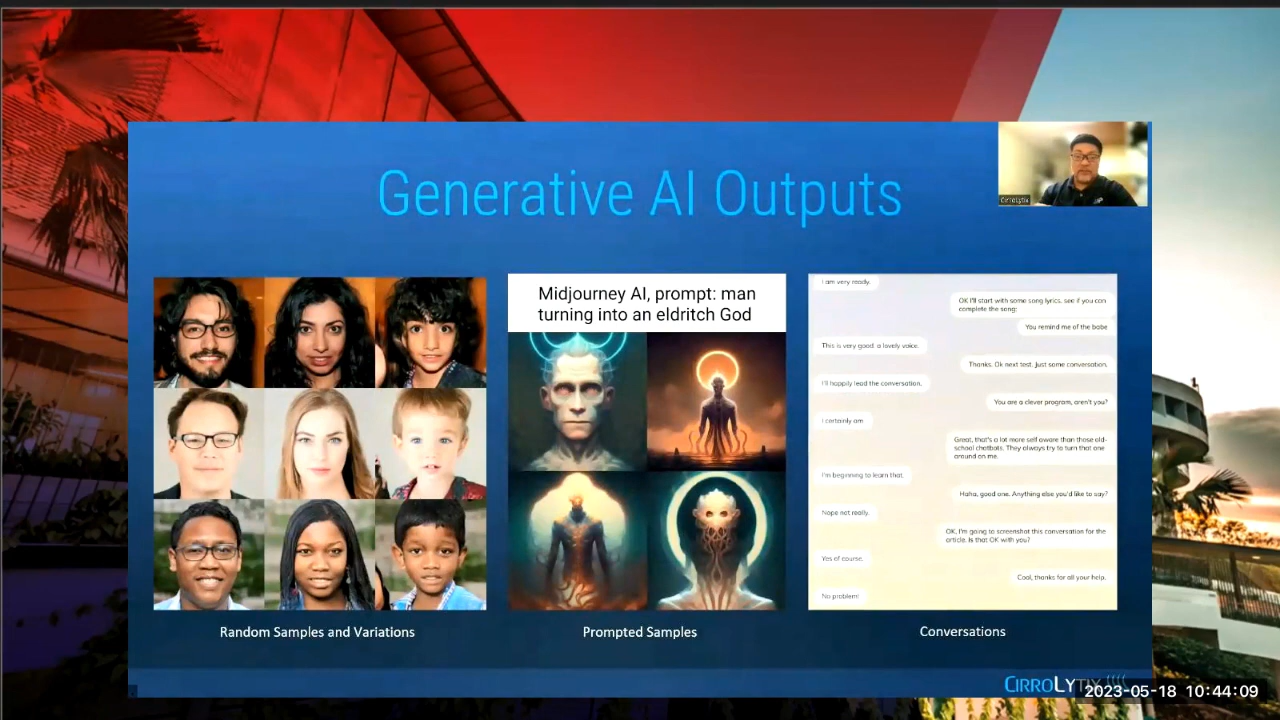 Generative AI Outputs
CirroLytix
Midjourney AI, prompt: man
turning into an eldritch God
I am very ready.
OK I'll start with some song lyrics, see if you can
complete the song:
You remind me of the babe
This is very good a lovely voice.
Thanks. Ok next test. Just some conversation.
I'll happily lead the conversation.
You are a clever program, aren't you?
I certainly am
Great, that's a lot more self aware than those old-
school chatbots. They always try to turn that one
around on me.
I'm beginning to learn that.
Haha, good one. Anything else you'd like to say?
Nope not really.
OK, I'm going to screenshot this conversation for the
article. Is that OK with you?
Yes of course.
Cool, thanks for all your help.
No problem!
Random Samples and Variations
Prompted Samples
Conversations
CIRROLYTIX
2023-05-18 10:44:09